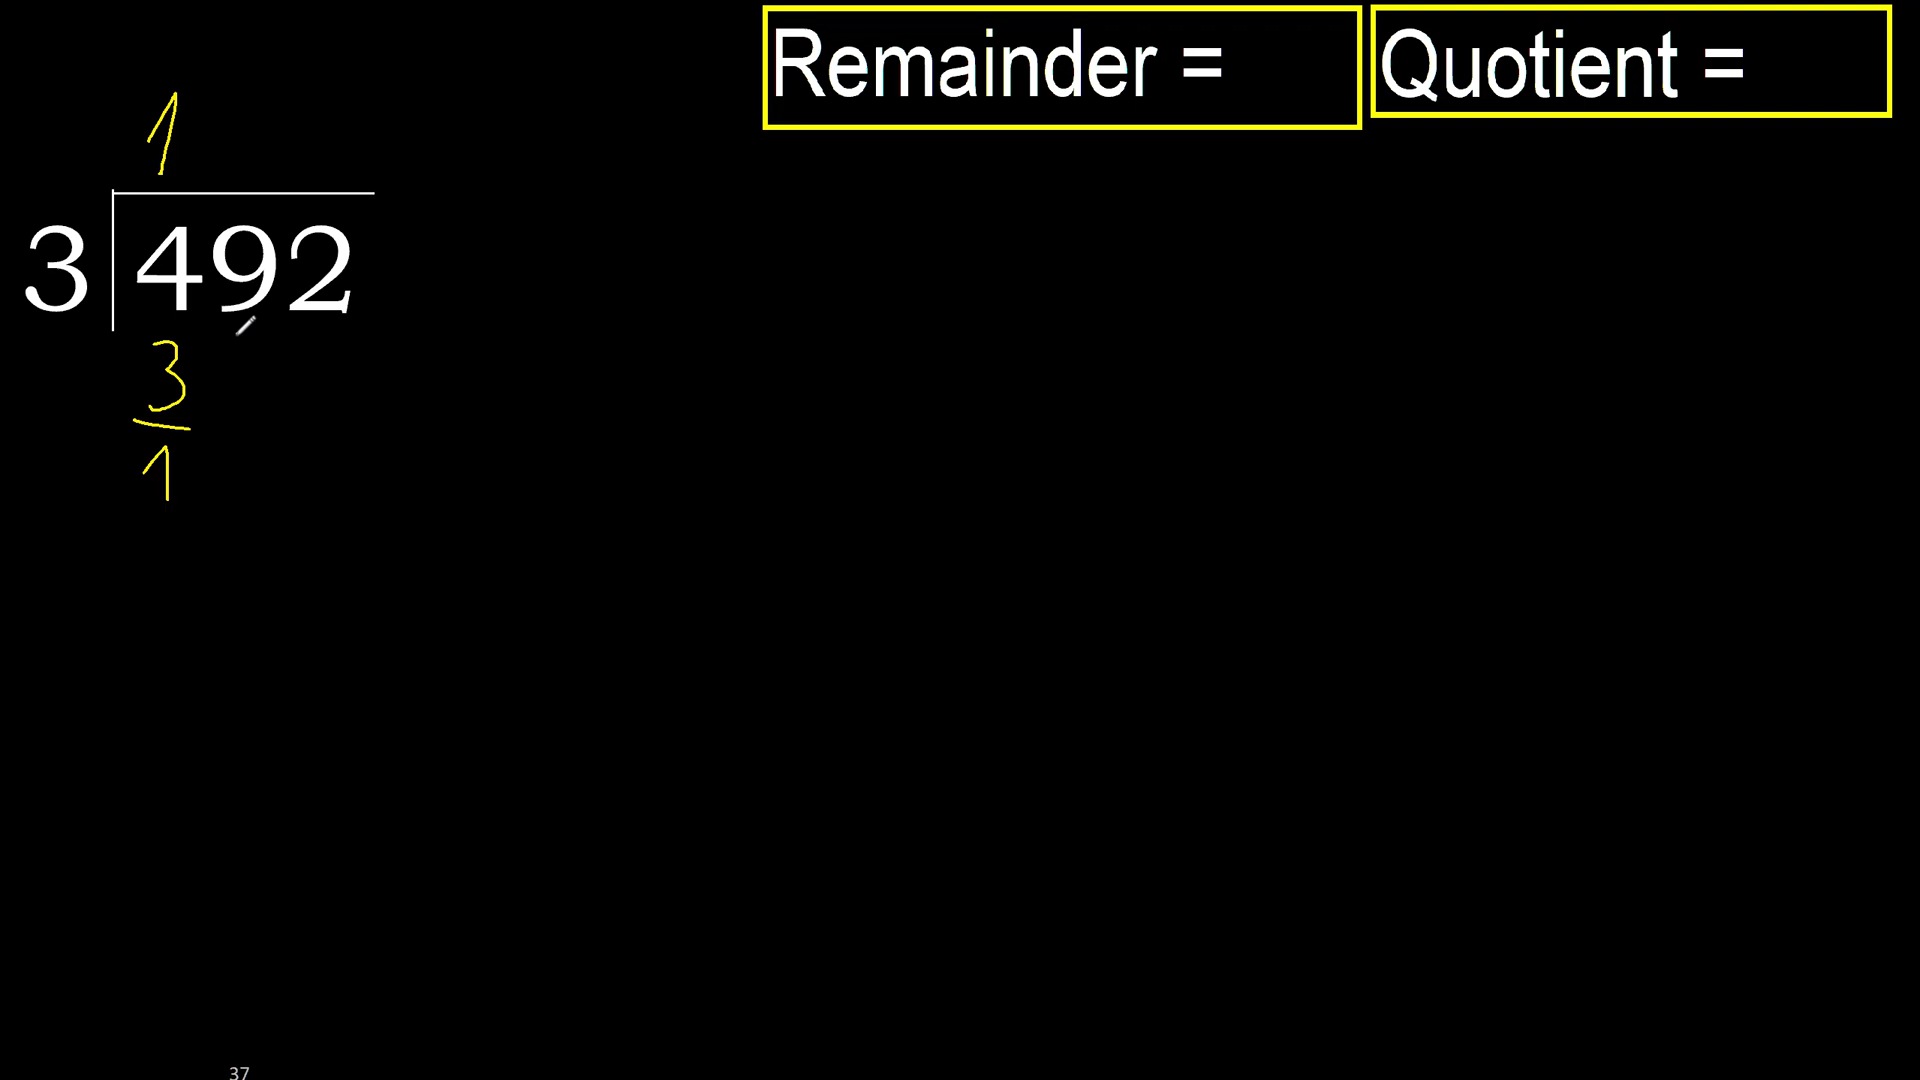 Remainder =
Quotient =
1
3 492
3
1
37